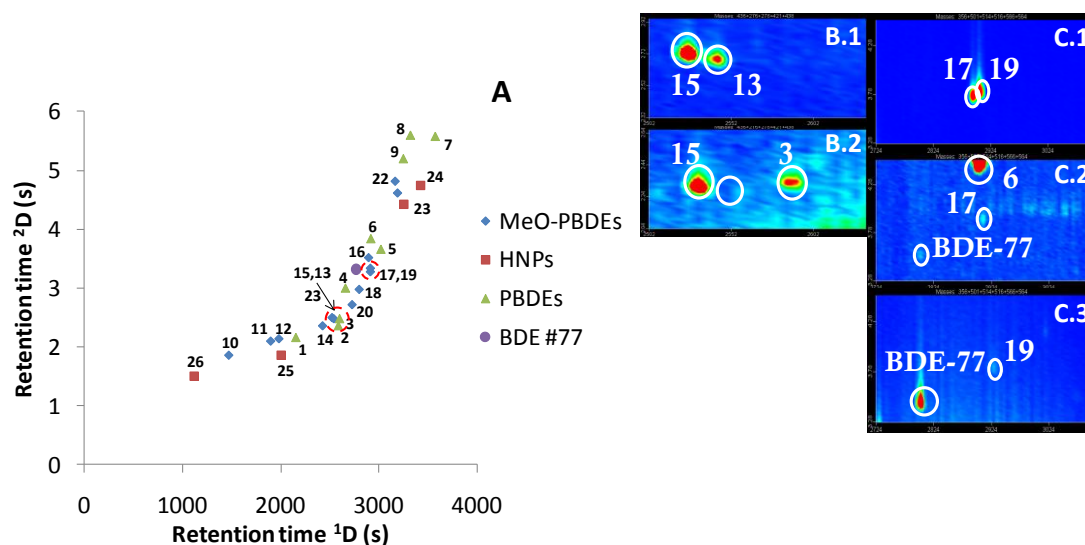 A
6
5
4
3
2
1
0
0 1000 2000 3000 4000
Retention time ²D (s)
Retention time ¹D (s)
8
7
9
22
24
23
6
5
16
17,19
4
18
15,13
23
20
3
2
14
11 12
10
1
25
26
MeO-PBDEs
HNPs
PBDEs
BDE #77
B.1
15 13
B.2
15 3
C.1
17 19
C.2
6
17
BDE-77
C.3
BDE-77 19